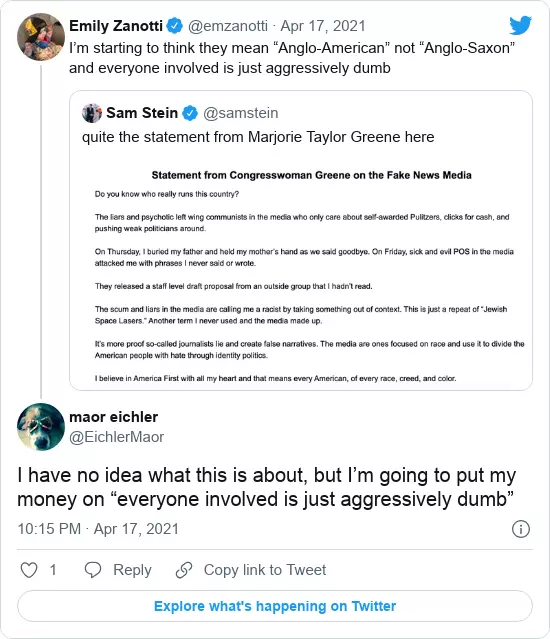 Emily Zanotti @emzanotti · Apr 17, 2021
I'm starting to think they mean “Anglo-American” not “Anglo-Saxon”
and everyone involved is just aggressively dumb
Sam Stein @samstein
quite the statement from Marjorie Taylor Greene here
Statement from Congresswoman Greene on the Fake News Media
Do you know who really runs this country?
The liars and psychotic left wing communists in the media who only care about self-awarded Pulitzers, clicks for cash, and
pushing weak politicians around.
On Thursday, I buried my father and held my mother's hand as we said goodbye. On Friday, sick and evil POS in the media
attacked me with phrases I never said or wrote.
They released a staff level draft proposal from an outside group that I hadn't read.
The scum and liars in the media are calling me a racist by taking something out of context. This is just a repeat of “Jewish
Space Lasers.” Another term I never used and the media made up.
It's more proof so-called journalists lie and create false narratives. The media are ones focused on race and use it to divide the
American people with hate through identity politics.
I believe in America First with all my heart and that means every American, of every race, creed, and color.
maor eichler
@EichlerMaor
I have no idea what this is about, but I'm going to put my
money on “everyone involved is just aggressively dumb”
10:15 PM · Apr 17, 2021
1 Reply Copy link to Tweet
Explore what's happening on Twitter